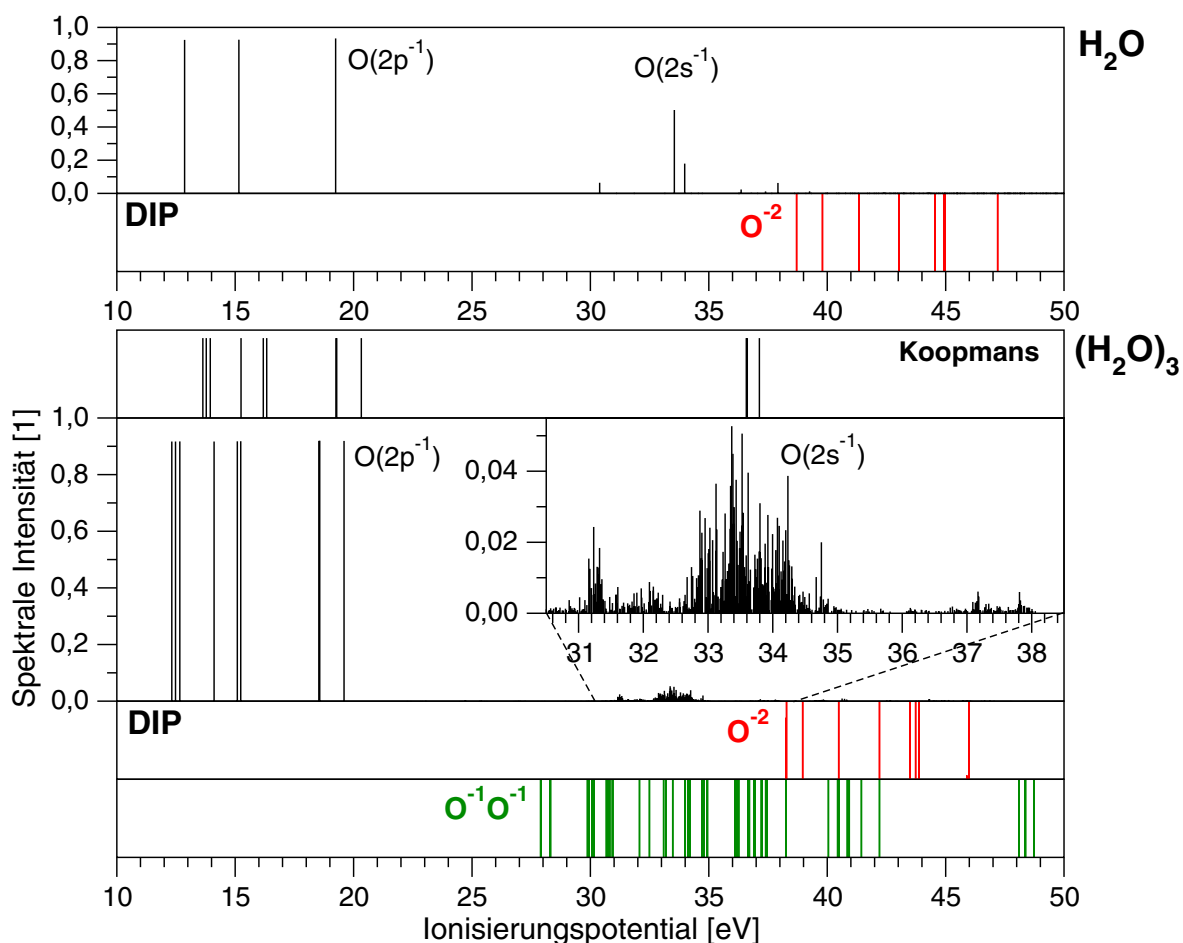 H₂O
1,0
0,8
0,6
0,4
0,2
0,0
O(2p⁻¹)
O(2s⁻¹)
DIP
O⁻²
10 15 20 25 30 35 40 45 50
(H₂O)₃
Koopmans
Spektrale Intensität [1]
1,0
0,8
0,6
0,4
0,2
0,0
O(2p⁻¹)
O(2s⁻¹)
0,04
0,02
0,00
31 32 33 34 35 36 37 38
DIP
O⁻²
O⁻¹O⁻¹
10 15 20 25 30 35 40 45 50
Ionisierungspotential [eV]